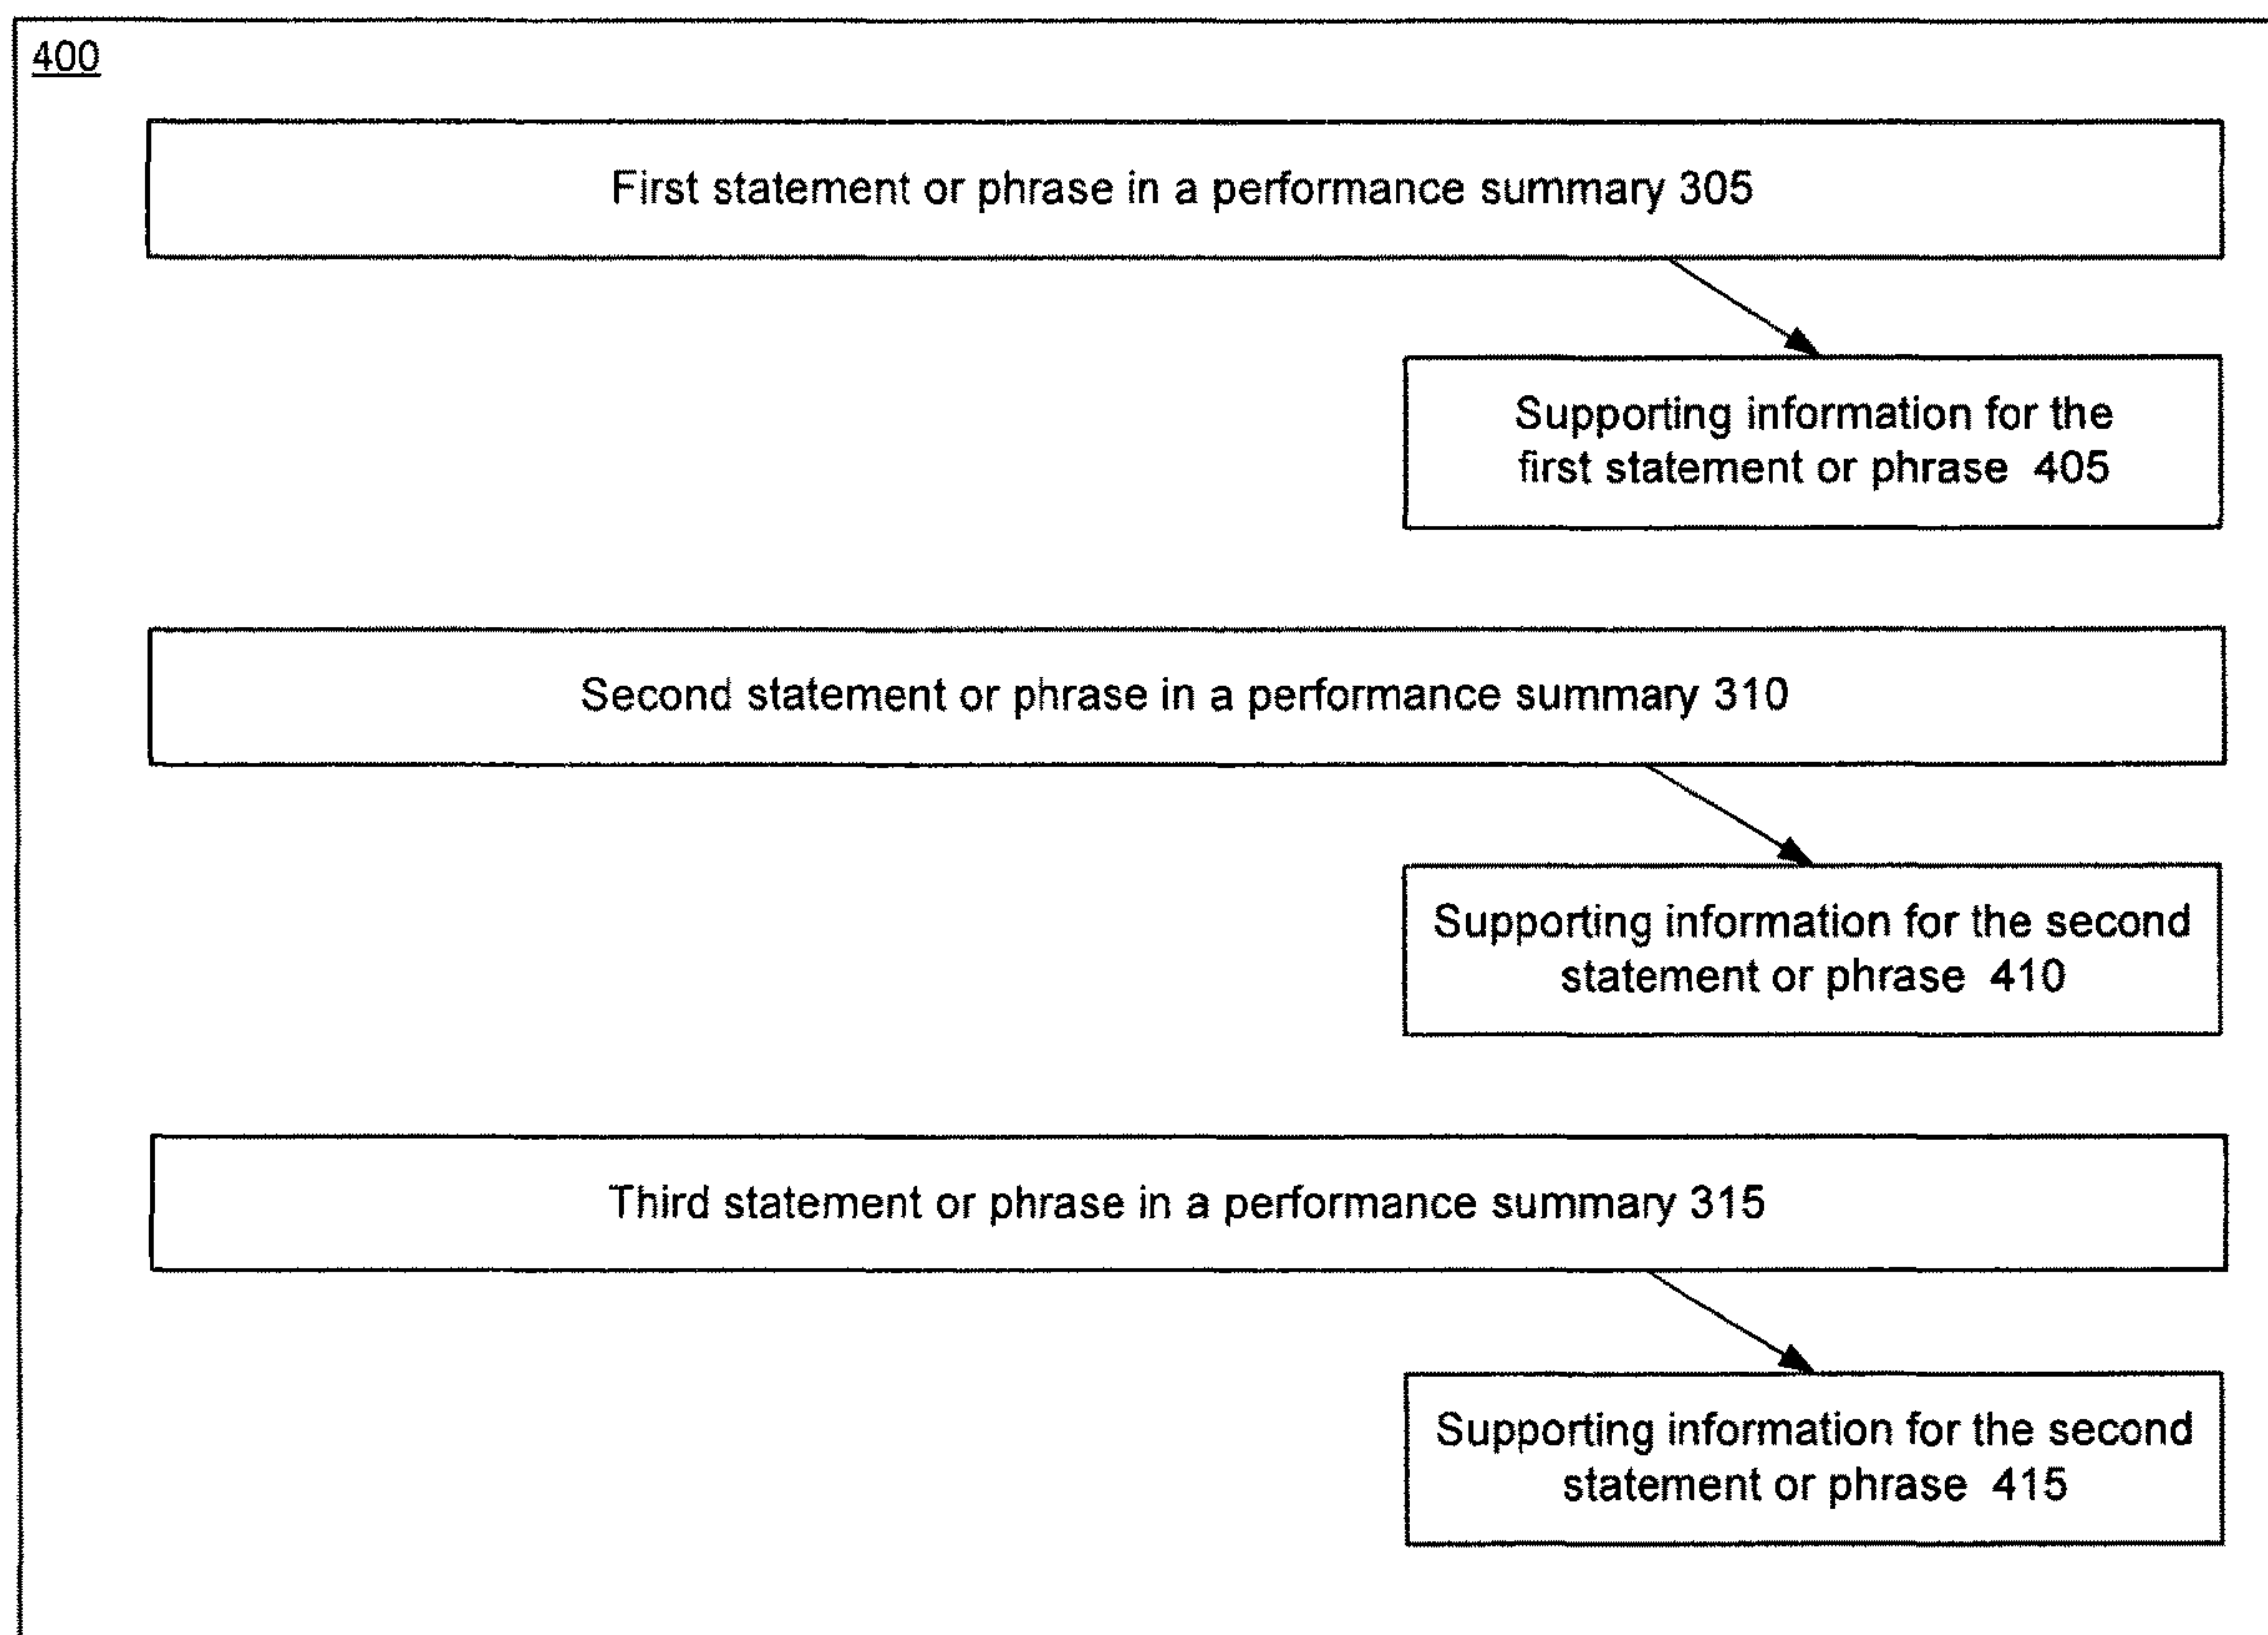 400
First statement or phrase in a performance summary 305
Supporting information for the
first statement or phrase 405
Second statement or phrase in a performance summary 310
Supporting information for the second
statement or phrase 410
Third statement or phrase in a performance summary 315
Supporting information for the second
statement or phrase 415